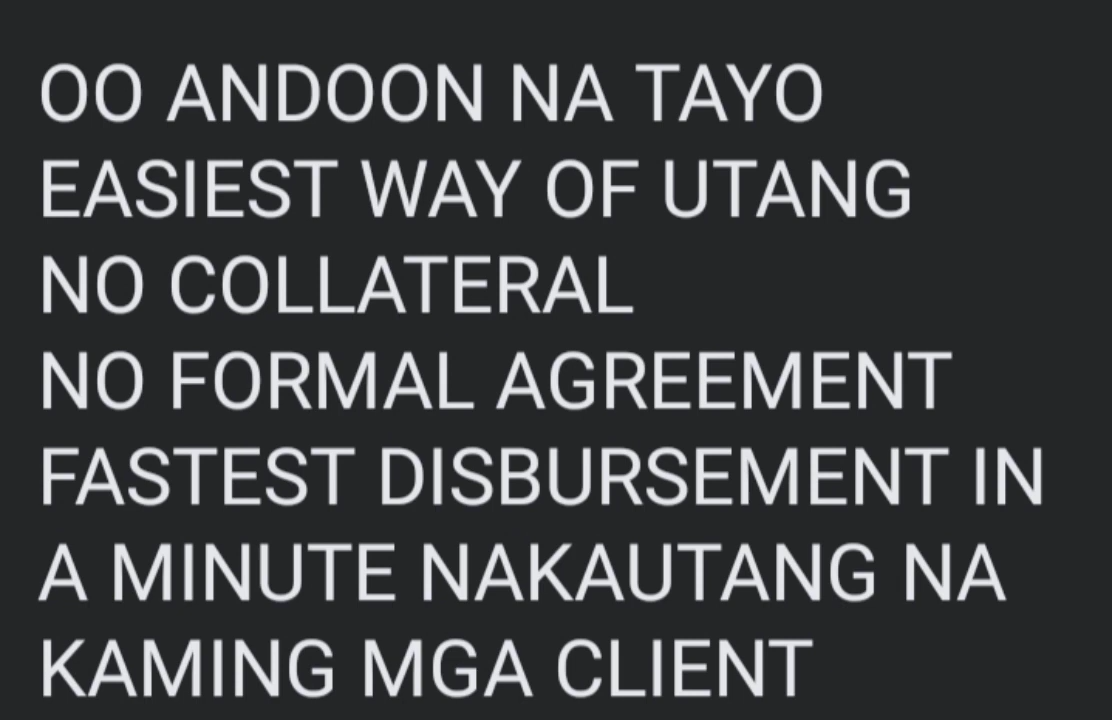 OO ANDOON NA TAYO
EASIEST WAY OF UTANG
NO COLLATERAL
NO FORMAL AGREEMENT
FASTEST DISBURSEMENT IN
A MINUTE NAKAUTANG NA
KAMING MGA CLIENT